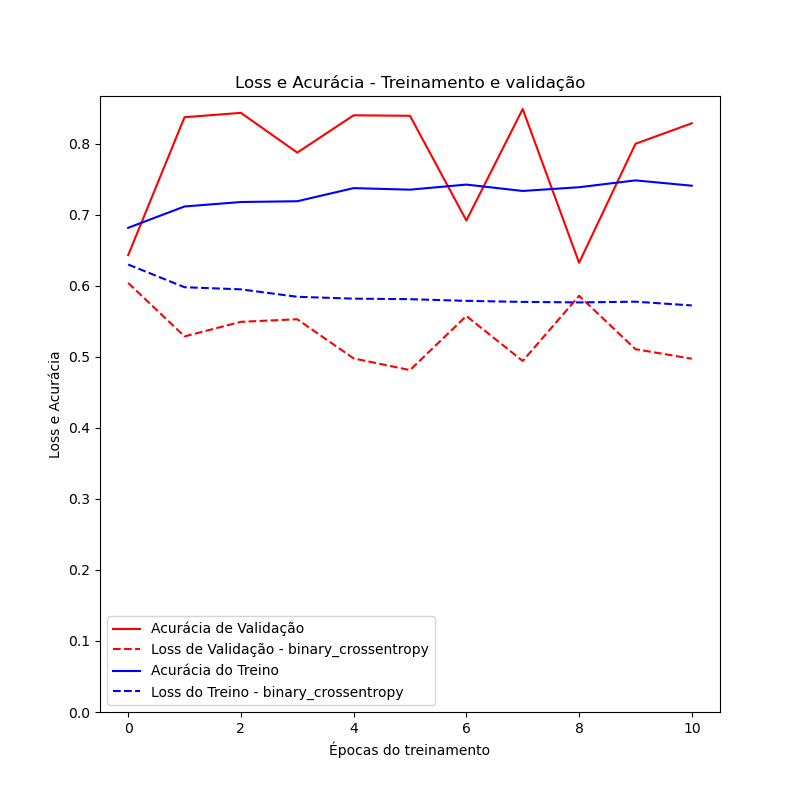 Loss e Acurácia - Treinamento e validação
Loss e Acurácia
0.8
0.7
0.6
0.5
0.4
0.3
0.2
0.1
0.0
Acurácia de Validação
Loss de Validação - binary_crossentropy
Acurácia do Treino
Loss do Treino - binary_crossentropy
0 2 4 6 8 10
Épocas do treinamento